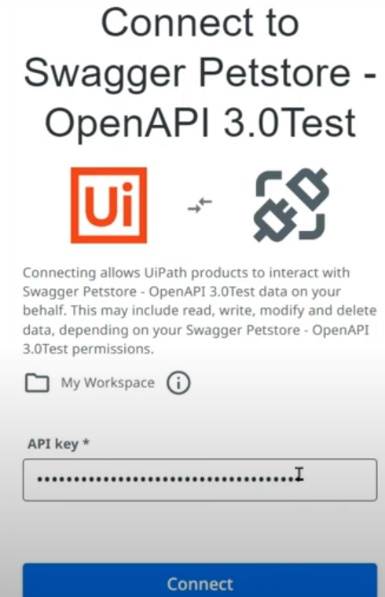 Connect to
Swagger Petstore -
OpenAPI 3.0Test
Ui
Connecting allows UiPath products to interact with
Swagger Petstore - OpenAPI 3.0Test data on your
behalf. This may include read, write, modify and delete
data, depending on your Swagger Petstore - OpenAPI
3.0Test permissions.
My Workspace
API key *
Connect